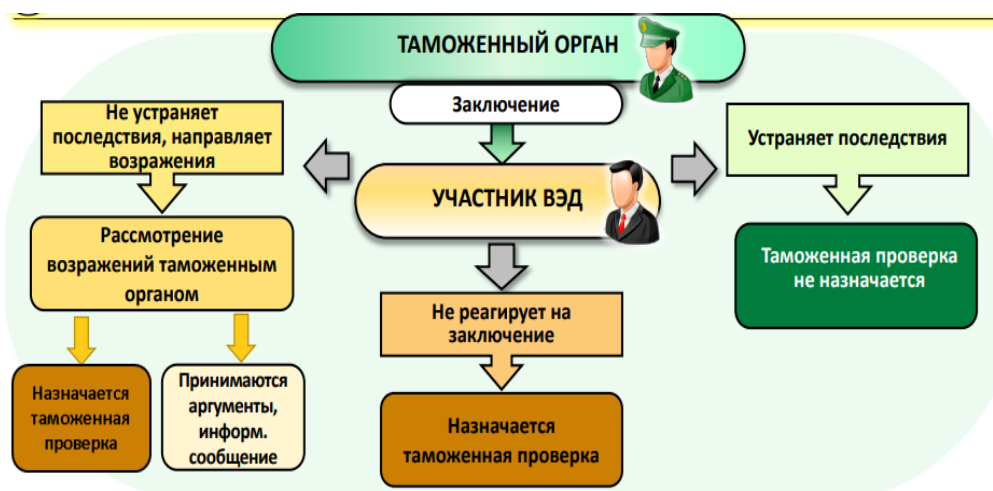 ТАМОЖЕННЫЙ ОРГАН
Заключение
Не устраняет
последствия, направляет
возражения
Устраняет последствия
УЧАСТНИК ВЭД
Рассмотрение
возражений таможенным
органом
Таможенная проверка
не назначается
Не реагирует на
заключение
Назначается
таможенная
проверка
Принимаются
аргументы,
информ.
сообщение
Назначается
таможенная проверка